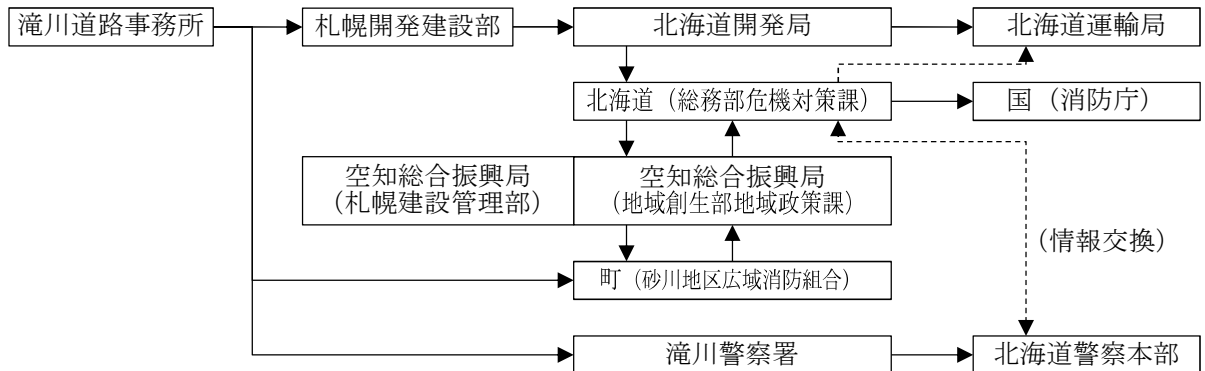 滝川道路事務所
札幌開発建設部
北海道開発局
北海道運輸局
北海道（総務部危機対策課）
国（消防庁）
空知総合振興局
（札幌建設管理部）
空知総合振興局
（地域創生部地域政策課）
（情報交換）
町（砂川地区広域消防組合）
滝川警察署
北海道警察本部